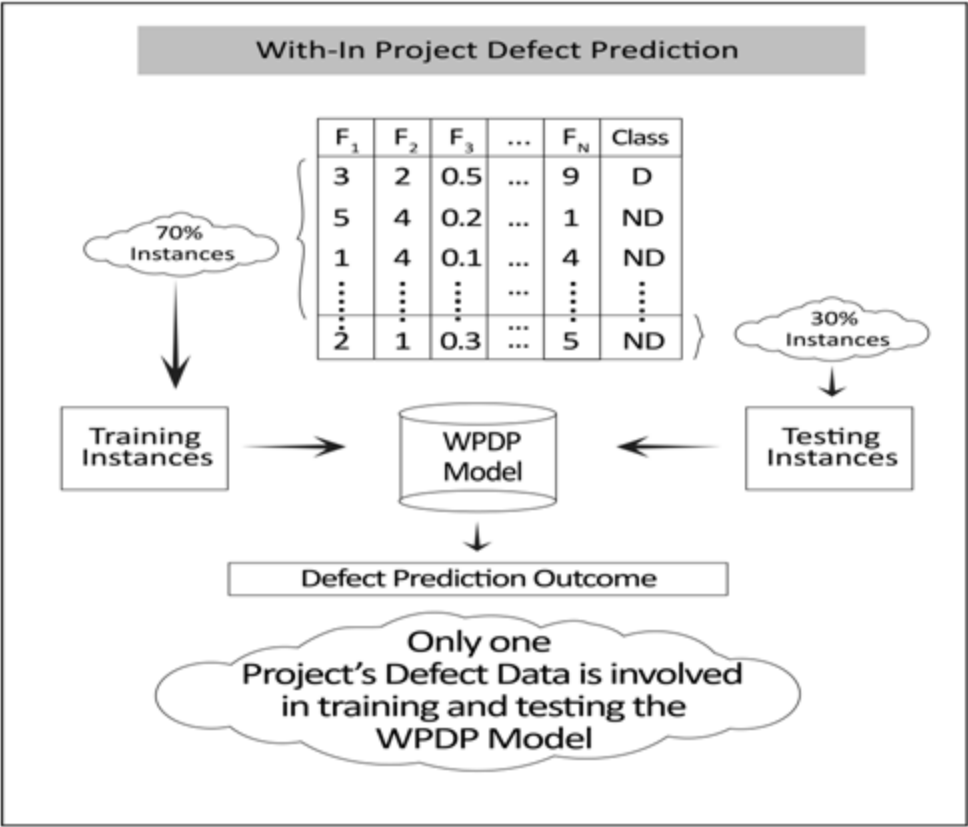 With-In Project Defect Prediction
F1 F2 F3 ... FN Class
3 2 0.5 ... 9 D
5 4 0.2 ... 1 ND
1 4 0.1 ... 4 ND
...
2 1 0.3 ... 5 ND
70%
Instances
30%
Instances
Training
Instances
WPDP
Model
Testing
Instances
Defect Prediction Outcome
Only one
Project’s Defect Data is involved
in training and testing the
WPDP Model